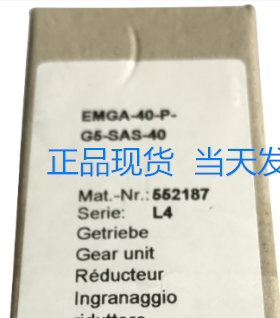 EMGA-40-P-
G5-SAS-40
正品现货 当天发
Mat.-Nr.: 552187
Serie: L4
Getriebe
Gear unit
Réducteur
Ingranaggio
riduttore